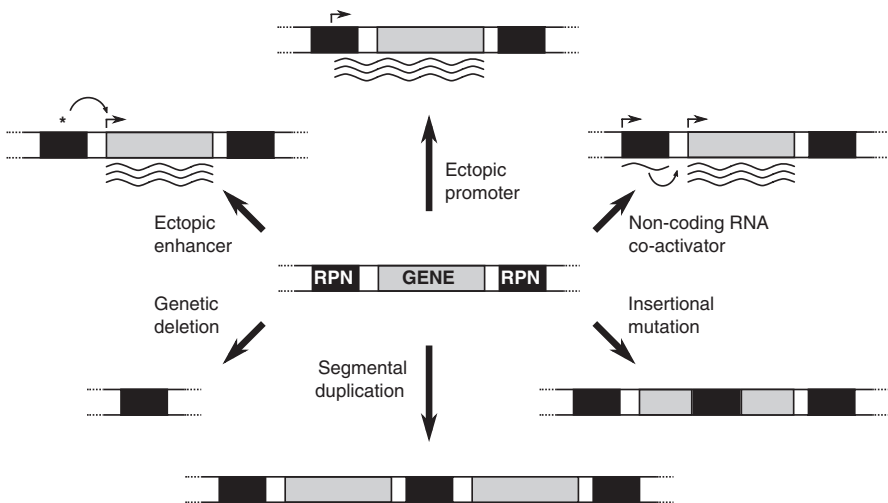 *
Ectopic
promoter
Ectopic
enhancer
Non-coding RNA
co-activator
RPN GENE RPN
Genetic
deletion
Insertional
mutation
Segmental
duplication